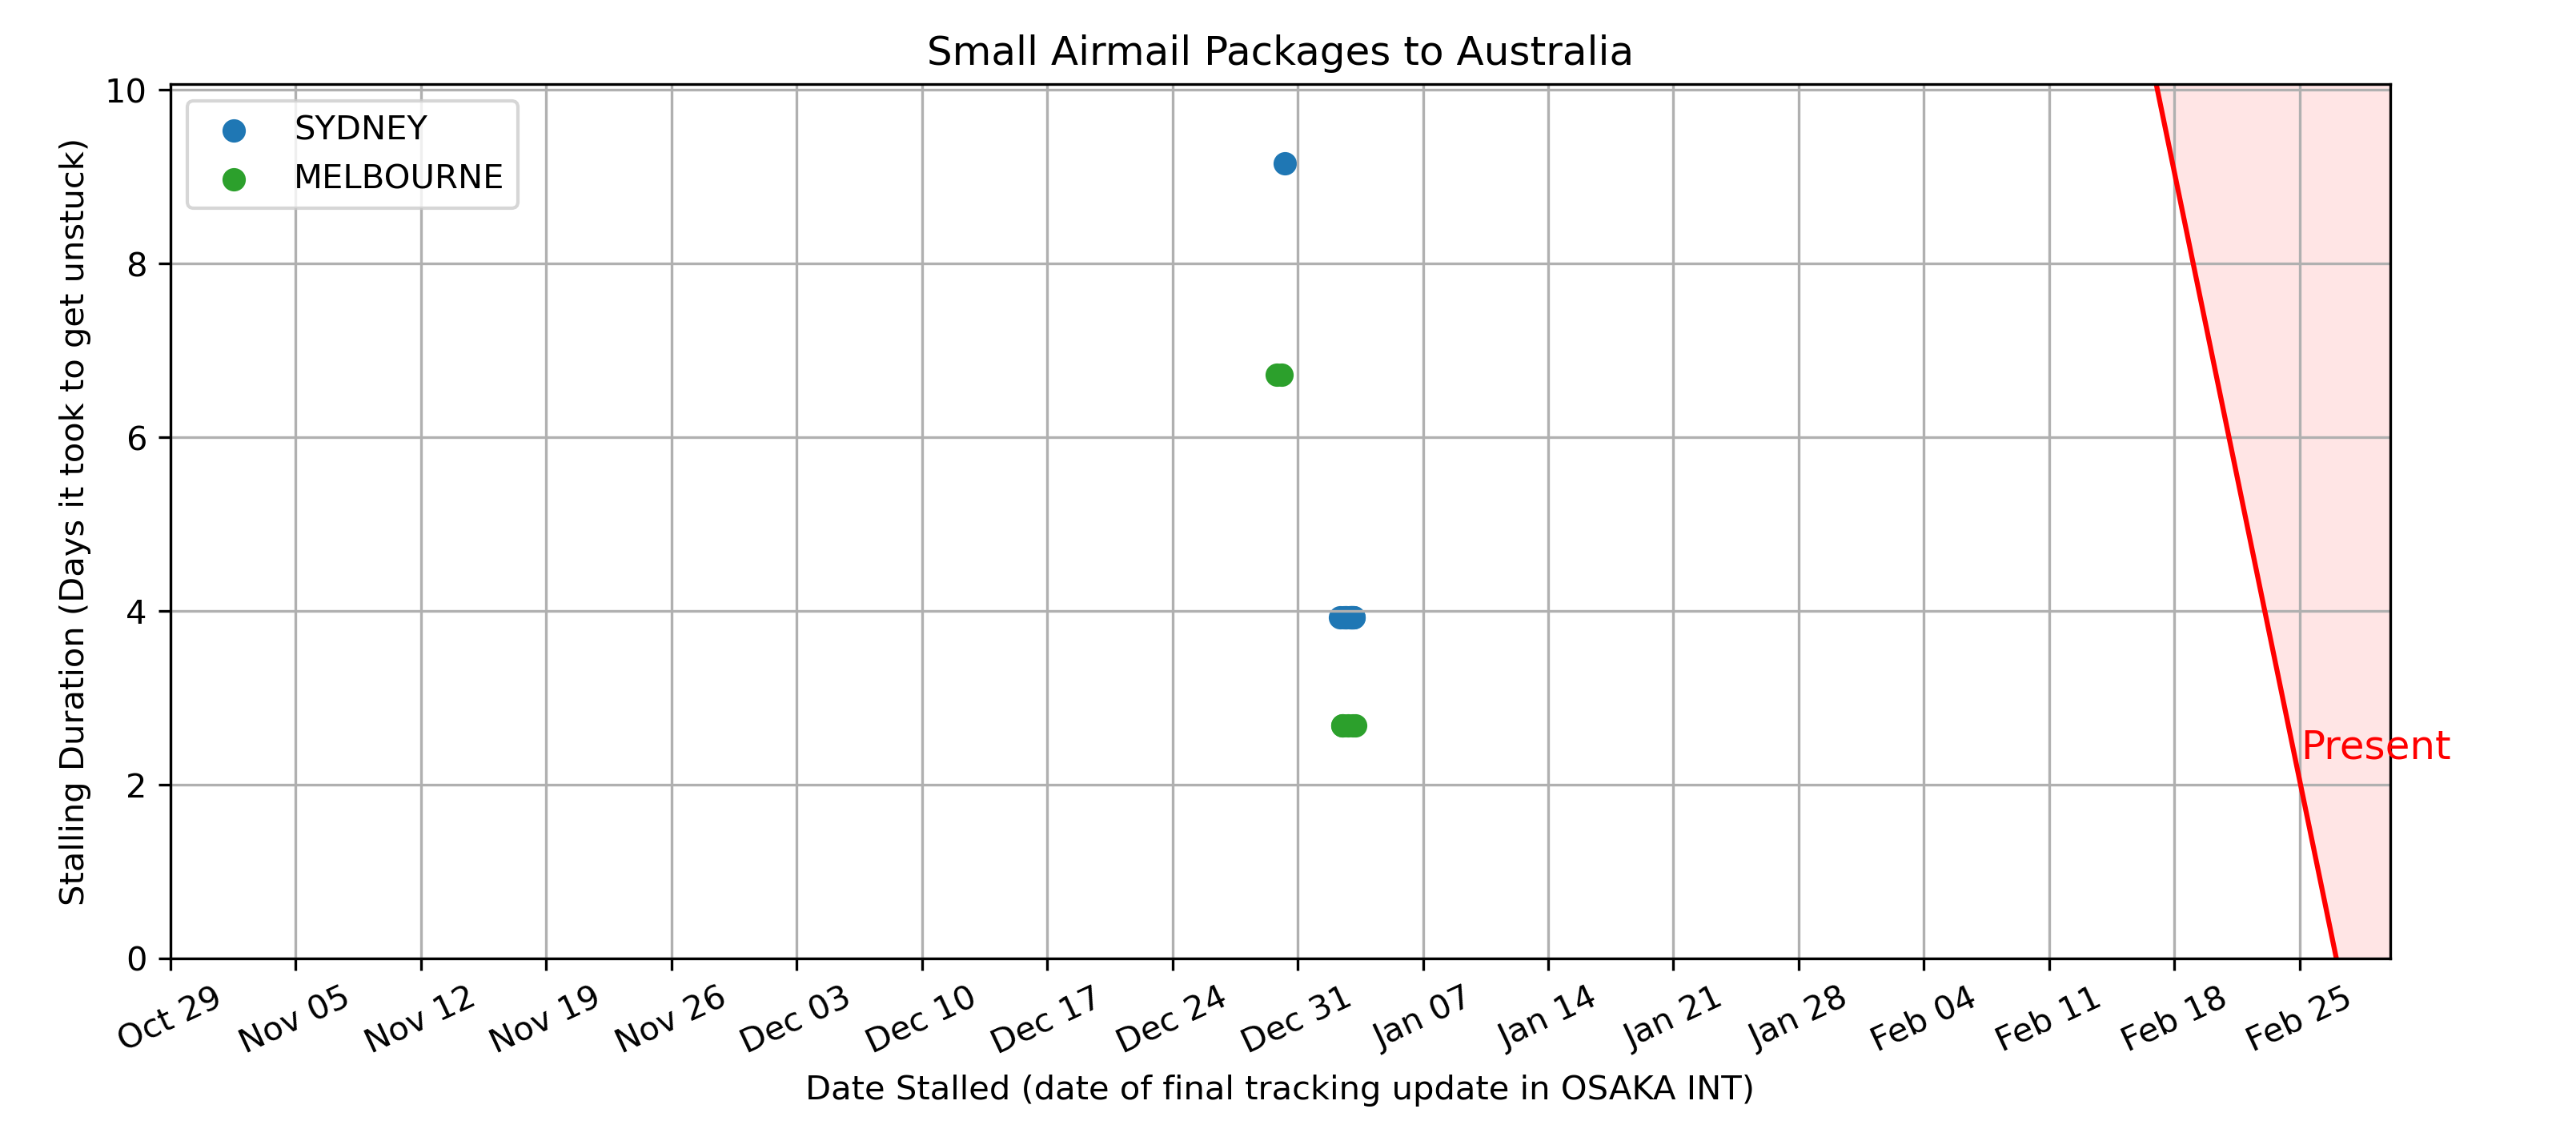 Small Airmail Packages to Australia
SYDNEY
MELBOURNE
Stalling Duration (Days it took to get unstuck)
10
8
6
4
2
0
Present
Oct 29
Nov 05
Nov 12
Nov 19
Nov 26
Dec 03
Dec 10
Dec 17
Dec 24
Dec 31
Jan 07
Jan 14
Jan 21
Jan 28
Feb 04
Feb 11
Feb 18
Feb 25
Date Stalled (date of final tracking update in OSAKA INT)